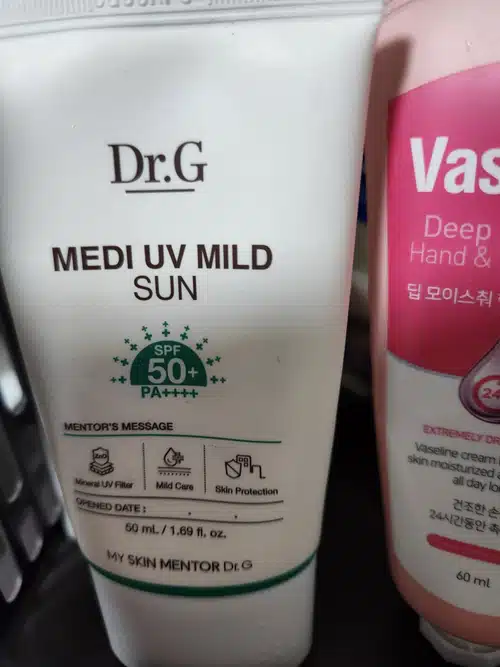 Dr.G
MEDI UV MILD
SUN
SPF
50+
PA++++
MENTOR'S MESSAGE
ZnO
Mineral UV Filter
Mild Care
Skin Protection
OPENED DATE : . .
50 mL / 1.69 fl. oz.
MY SKIN MENTOR Dr.G
Vas
Deep
Hand &
딥 모이스춰
24
EXTREMELY DR
Vaseline cream
skin moisturized
all day lo
건조한 손
24시간동안 촉
60 ml